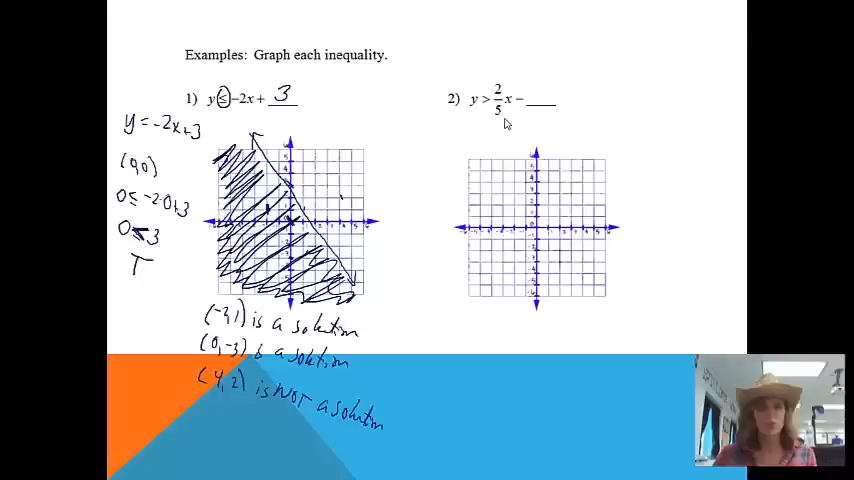 Examples: Graph each inequality.
1) y ≤ -2x + 3
2) y > 2/5 x - ____
y = -2x+3
(0,0)
0 ≤ -2·0+3
0 ≤ 3
T
(-2,1) is a solution
(0,-3) is a solution
(4,2) is NOT a solution